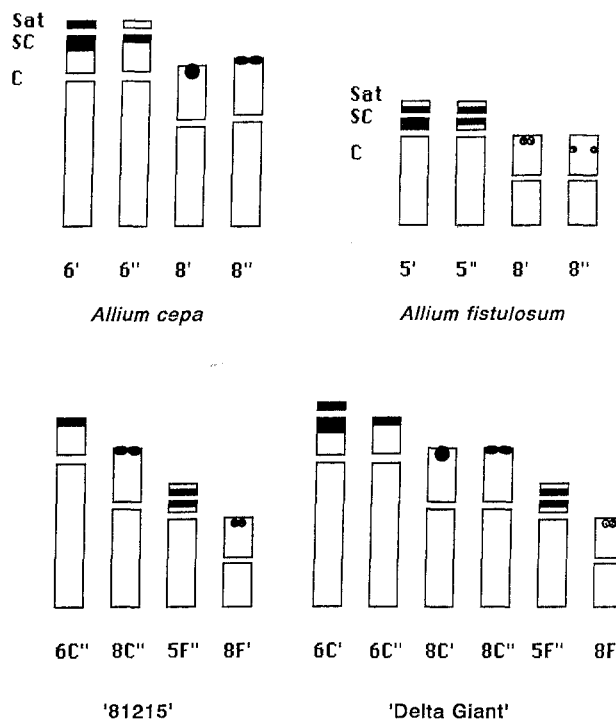 Sat
SC
C
6' 6'' 8' 8''
Allium cepa
Sat
SC
C
5' 5'' 8' 8''
Allium fistulosum
6C'' 8C'' 5F'' 8F'
'81215'
6C' 6C'' 8C' 8C'' 5F'' 8F
'Delta Giant'